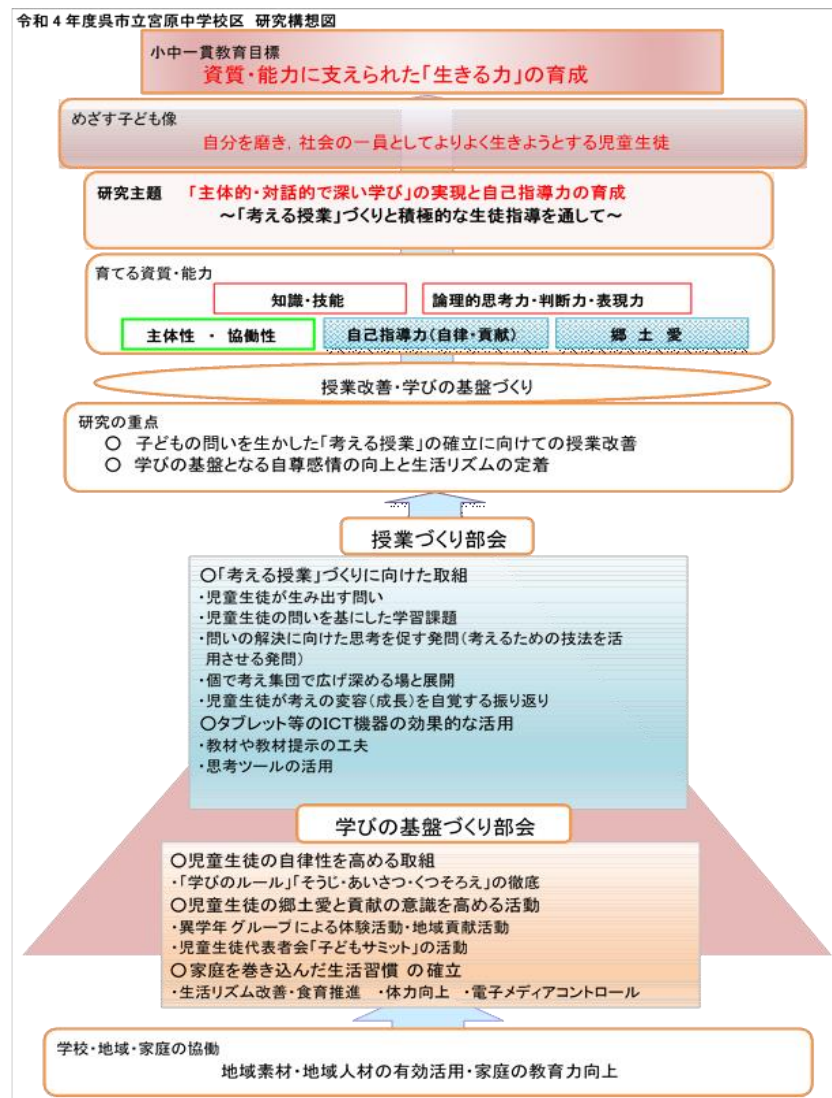 令和４年度呉市立宮原中学校区 研究構想図
小中一貫教育目標
資質・能力に支えられた「生きる力」の育成
めざす子ども像
自分を磨き，社会の一員としてよりよく生きようとする児童生徒
研究主題 「主体的・対話的で深い学び」の実現と自己指導力の育成
～「考える授業」づくりと積極的な生徒指導を通して～
育てる資質・能力
知識・技能 論理的思考力・判断力・表現力
主体性 ・ 協働性 自己指導力（自律・貢献） 郷 土 愛
授業改善・学びの基盤づくり
研究の重点
○ 子どもの問いを生かした「考える授業」の確立に向けての授業改善
○ 学びの基盤となる自尊感情の向上と生活リズムの定着
授業づくり部会
○「考える授業」づくりに向けた取組
・児童生徒が生み出す問い
・児童生徒の問いを基にした学習課題
・問いの解決に向けた思考を促す発問（考えるための技法を活
用させる発問）
・個で考え集団で広げ深める場と展開
・児童生徒が考えの変容（成長）を自覚する振り返り
○タブレット等のICT機器の効果的な活用
・教材や教材提示の工夫
・思考ツールの活用
学びの基盤づくり部会
○児童生徒の自律性を高める取組
・「学びのルール」「そうじ・あいさつ・くつそろえ」の徹底
○児童生徒の郷土愛と貢献の意識を高める活動
・異学年グループによる体験活動・地域貢献活動
・児童生徒代表者会「子どもサミット」の活動
○家庭を巻き込んだ生活習慣 の確立
・生活リズム改善・食育推進 ・体力向上 ・電子メディアコントロール
学校・地域・家庭の協働
地域素材・地域人材の有効活用・家庭の教育力向上